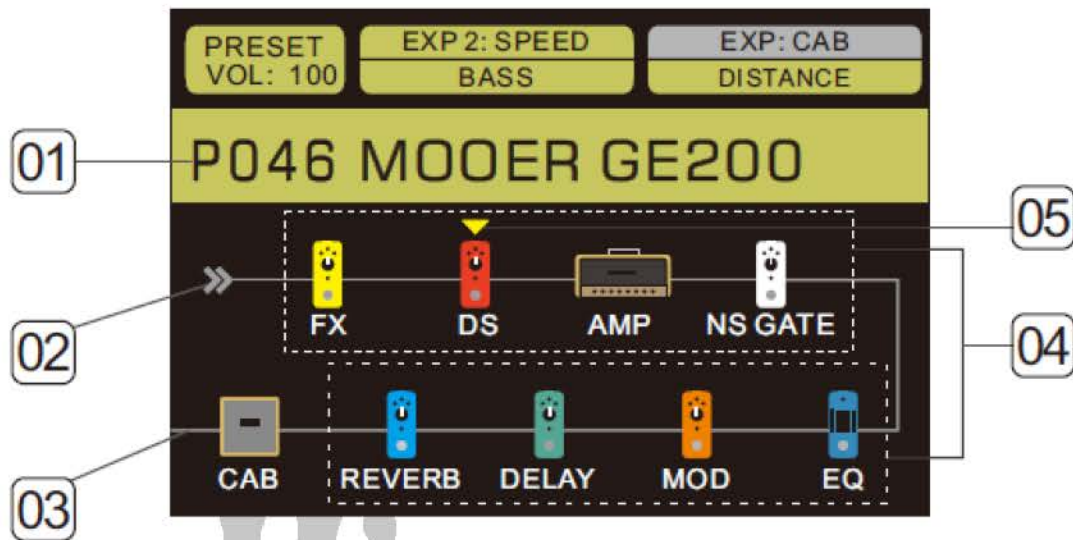 PRESET
VOL: 100
EXP 2: SPEED
BASS
EXP: CAB
DISTANCE
01
P046 MOOER GE200
05
FX
DS
AMP
NS GATE
02
04
CAB
REVERB
DELAY
MOD
EQ
03